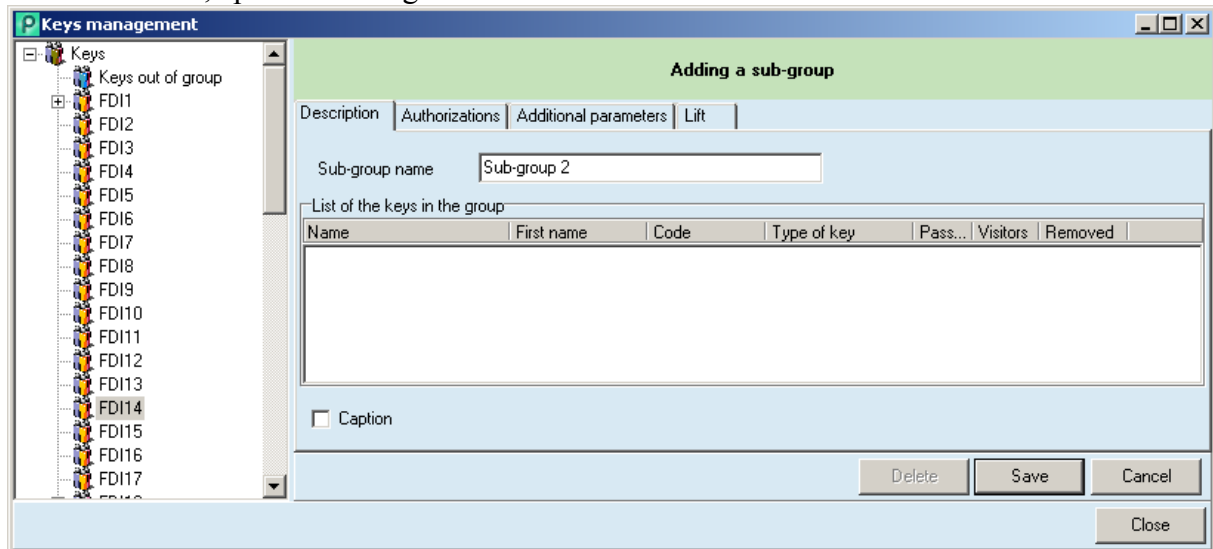 Keys management
Keys
Keys out of group
FDI1
FDI2
FDI3
FDI4
FDI5
FDI6
FDI7
FDI8
FDI9
FDI10
FDI11
FDI12
FDI13
FDI14
FDI15
FDI16
FDI17
Adding a sub-group
Description Authorizations Additional parameters Lift
Sub-group name Sub-group 2
List of the keys in the group
Name First name Code Type of key Pass... Visitors Removed
Caption
Delete Save Cancel
Close